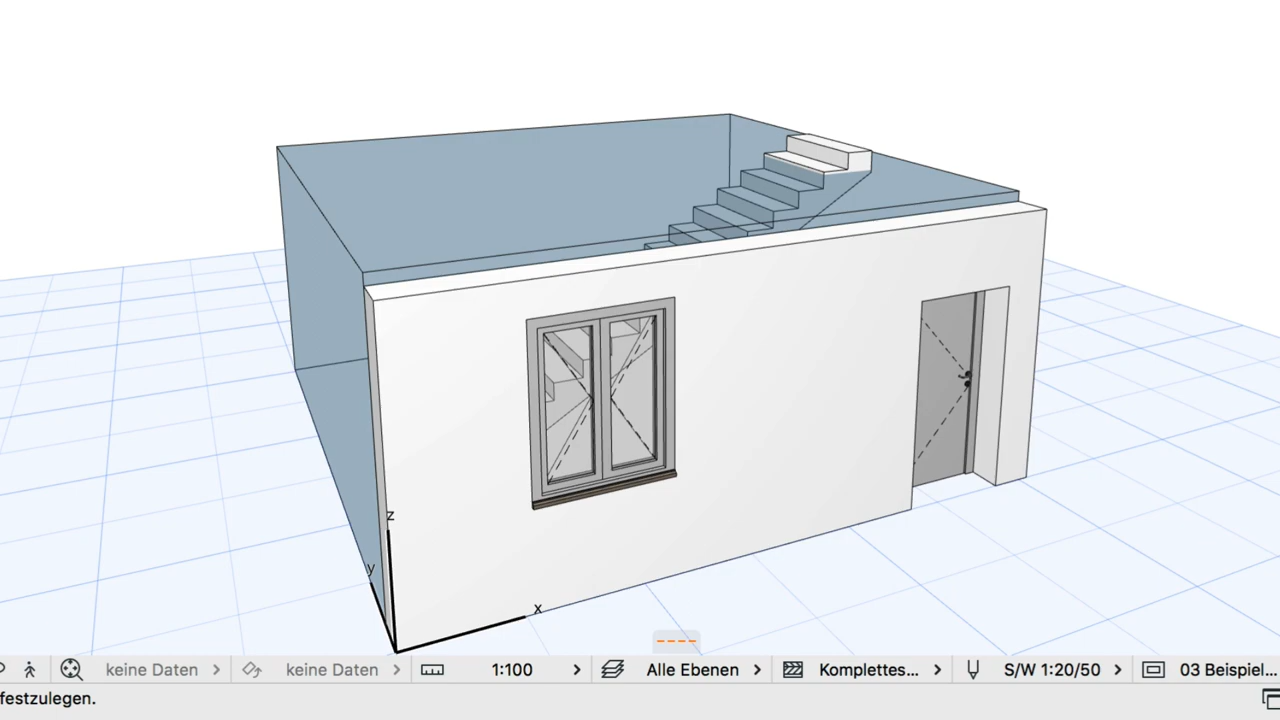 z
y
x
keine Daten
keine Daten
1:100
Alle Ebenen
Komplettes...
S/W 1:20/50
03 Beispiel...
festzulegen.